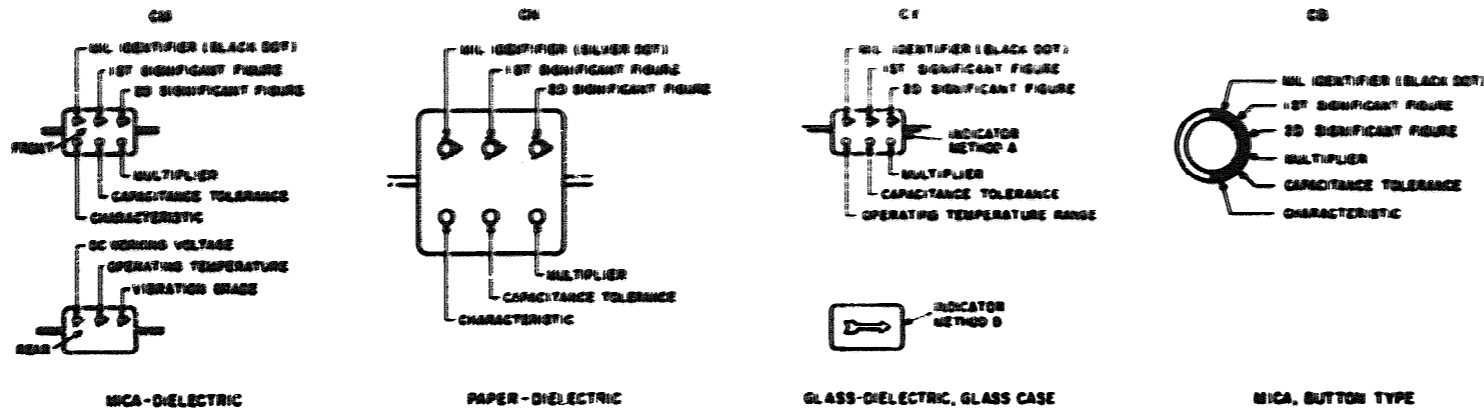 CM
MIL IDENTIFIER (BLACK DOT)
1ST SIGNIFICANT FIGURE
2D SIGNIFICANT FIGURE
FRONT
MULTIPLIER
CAPACITANCE TOLERANCE
CHARACTERISTIC
DC WORKING VOLTAGE
OPERATING TEMPERATURE
VIBRATION GRADE
REAR
MICA-DIELECTRIC
CN
MIL IDENTIFIER (SILVER DOT)
1ST SIGNIFICANT FIGURE
2D SIGNIFICANT FIGURE
MULTIPLIER
CAPACITANCE TOLERANCE
CHARACTERISTIC
PAPER-DIELECTRIC
CY
MIL IDENTIFIER (BLACK DOT)
1ST SIGNIFICANT FIGURE
2D SIGNIFICANT FIGURE
INDICATOR
METHOD A
MULTIPLIER
CAPACITANCE TOLERANCE
OPERATING TEMPERATURE RANGE
INDICATOR
METHOD B
GLASS-DIELECTRIC, GLASS CASE
CB
MIL IDENTIFIER (BLACK DOT)
1ST SIGNIFICANT FIGURE
2D SIGNIFICANT FIGURE
MULTIPLIER
CAPACITANCE TOLERANCE
CHARACTERISTIC
MICA, BUTTON TYPE